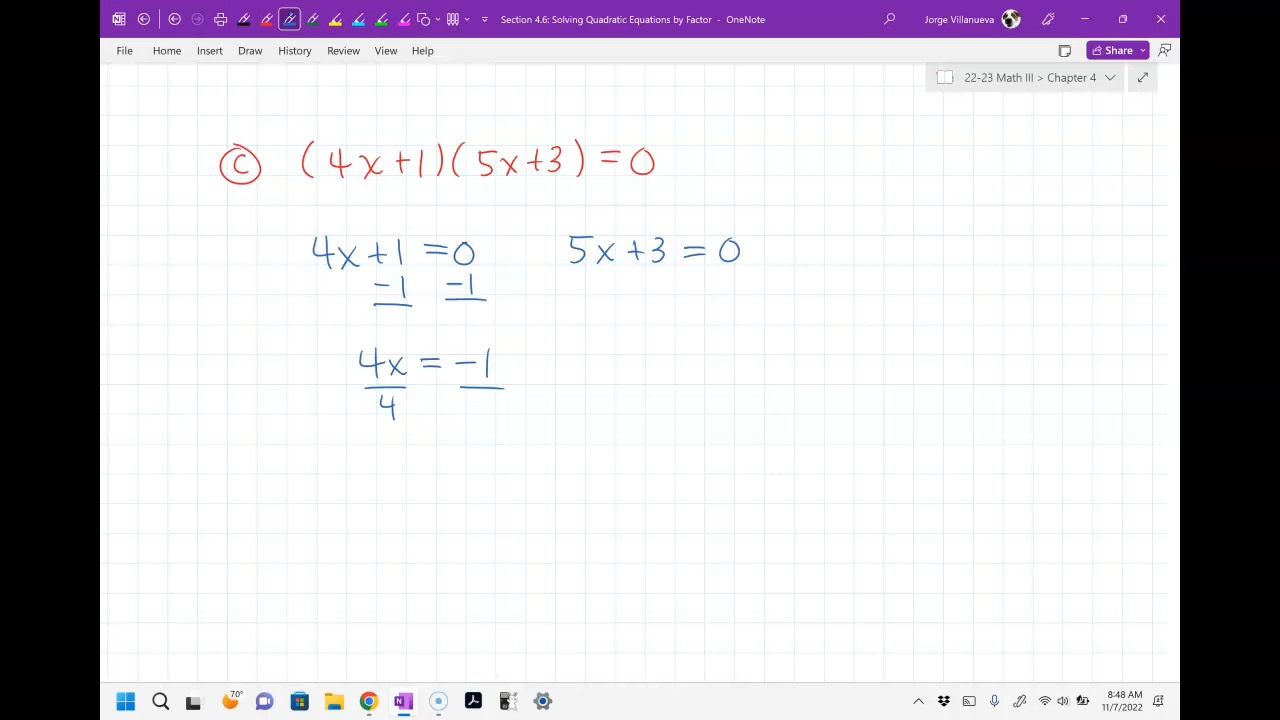 Section 4.6: Solving Quadratic Equations by Factor - OneNote
Jorge Villanueva
File Home Insert Draw History Review View Help
Share
22-23 Math III > Chapter 4
C (4x+1)(5x+3)=0
4x+1=0 5x+3=0
-1 -1
4x = -1
4
70°
8:48 AM
11/7/2022